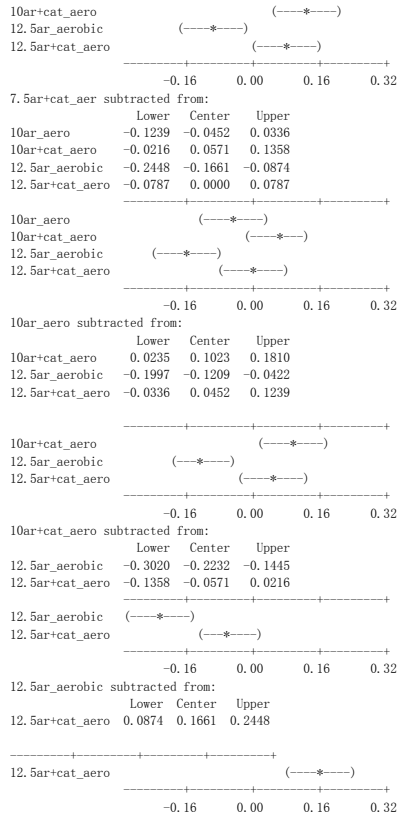 10ar+cat_aero (----*----)
12.5ar_aerobic (----*----)
12.5ar+cat_aero (----*----)
---------+---------+---------+---------+
-0.16 0.00 0.16 0.32
7.5ar+cat_aer subtracted from:
Lower Center Upper
10ar_aero -0.1239 -0.0452 0.0336
10ar+cat_aero -0.0216 0.0571 0.1358
12.5ar_aerobic -0.2448 -0.1661 -0.0874
12.5ar+cat_aero -0.0787 0.0000 0.0787
---------+---------+---------+---------+
10ar_aero (----*----)
10ar+cat_aero (----*---)
12.5ar_aerobic (----*----)
12.5ar+cat_aero (----*----)
---------+---------+---------+---------+
-0.16 0.00 0.16 0.32
10ar_aero subtracted from:
Lower Center Upper
10ar+cat_aero 0.0235 0.1023 0.1810
12.5ar_aerobic -0.1997 -0.1209 -0.0422
12.5ar+cat_aero -0.0336 0.0452 0.1239
---------+---------+---------+---------+
10ar+cat_aero (----*----)
12.5ar_aerobic (---*----)
12.5ar+cat_aero (----*----)
---------+---------+---------+---------+
-0.16 0.00 0.16 0.32
10ar+cat_aero subtracted from:
Lower Center Upper
12.5ar_aerobic -0.3020 -0.2232 -0.1445
12.5ar+cat_aero -0.1358 -0.0571 0.0216
---------+---------+---------+---------+
12.5ar_aerobic (----*----)
12.5ar+cat_aero (---*----)
---------+---------+---------+---------+
-0.16 0.00 0.16 0.32
12.5ar_aerobic subtracted from:
Lower Center Upper
12.5ar+cat_aero 0.0874 0.1661 0.2448
---------+---------+---------+---------+
12.5ar+cat_aero (----*----)
---------+---------+---------+---------+
-0.16 0.00 0.16 0.32